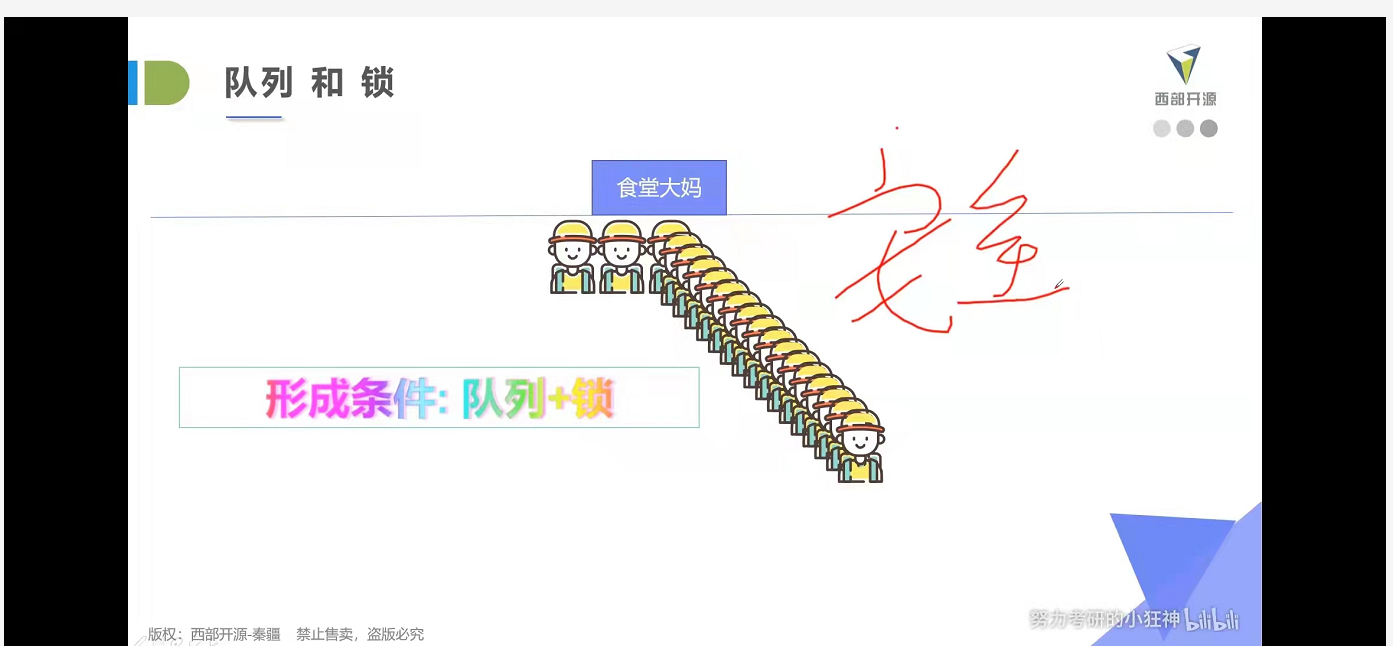 队列 和 锁
西部开源
食堂大妈
安全
形成条件: 队列+锁
努力考研的小狂神 bilibili
版权：西部开源-秦疆 禁止售卖，盗版必究